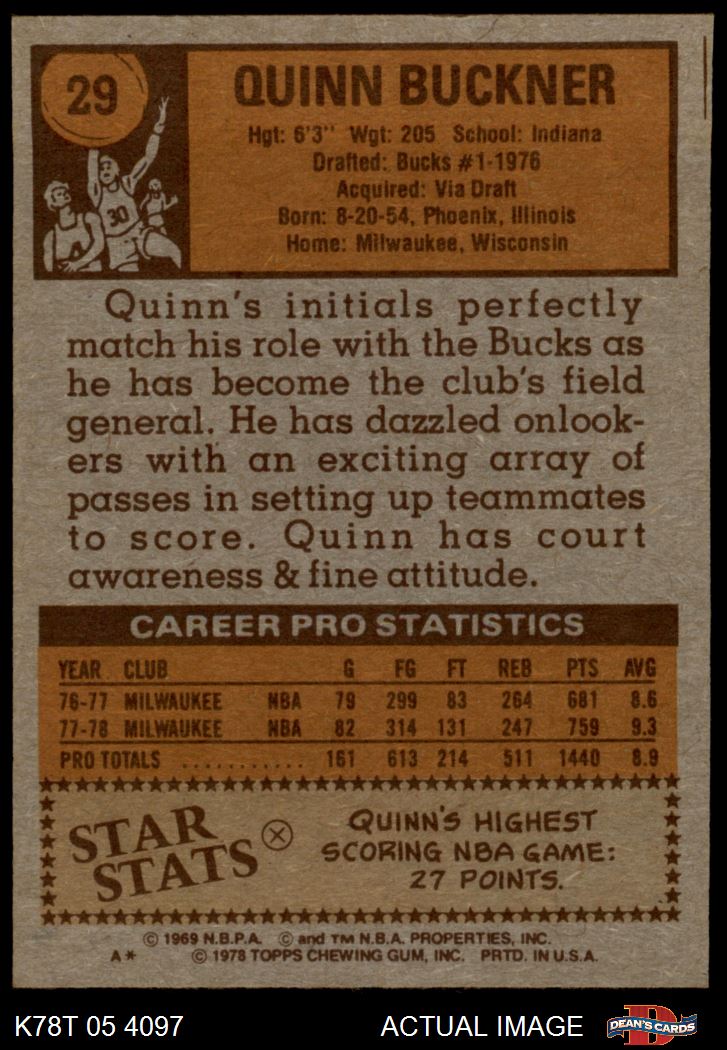 29
30
QUINN BUCKNER
Hgt: 6'3" Wgt: 205 School: Indiana
Drafted: Bucks #1-1976
Acquired: Via Draft
Born: 8-20-54, Phoenix, Illinois
Home: Milwaukee, Wisconsin
Quinn's initials perfectly
match his role with the Bucks as
he has become the club's field
general. He has dazzled onlook-
ers with an exciting array of
passes in setting up teammates
to score. Quinn has court
awareness & fine attitude.
CAREER PRO STATISTICS
YEAR CLUB G FG FT REB PTS AVG
76-77 MILWAUKEE NBA 79 299 83 264 681 8.6
77-78 MILWAUKEE NBA 82 314 131 247 759 9.3
PRO TOTALS ........... 161 613 214 511 1440 8.9
STAR
STATS
QUINN'S HIGHEST
SCORING NBA GAME:
27 POINTS.
© 1969 N.B.P.A. © and TM N.B.A. PROPERTIES, INC.
A* © 1978 TOPPS CHEWING GUM, INC. PRTD. IN U.S.A.
K78T 05 4097 ACTUAL IMAGE DEAN'S CARDS